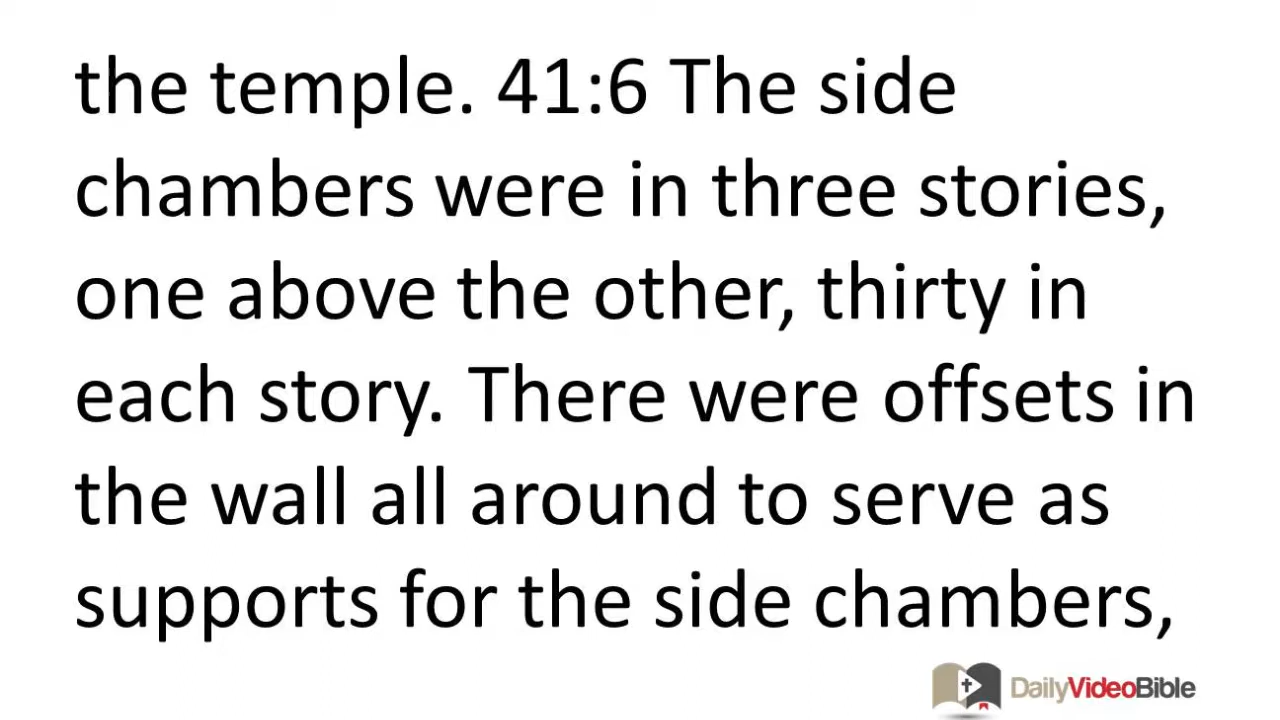 the temple. 41:6 The side
chambers were in three stories,
one above the other, thirty in
each story. There were offsets in
the wall all around to serve as
supports for the side chambers,
DailyVideoBible